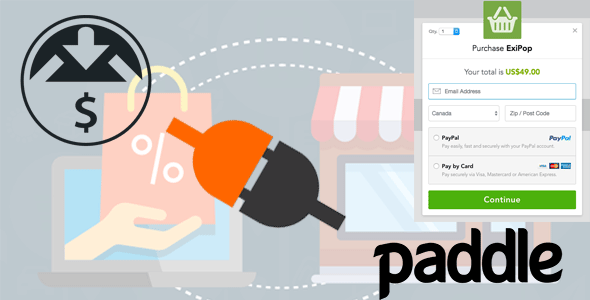 $
%
Qty. 1
×
Purchase ExiPop
Your total is US$49.00
Email Address
Canada
Zip / Post Code
PayPal
PayPal
Pay easily, fast and securely with your PayPal account.
Pay by Card
VISA
Pay securely via Visa, Mastercard or American Express.
Continue
paddle